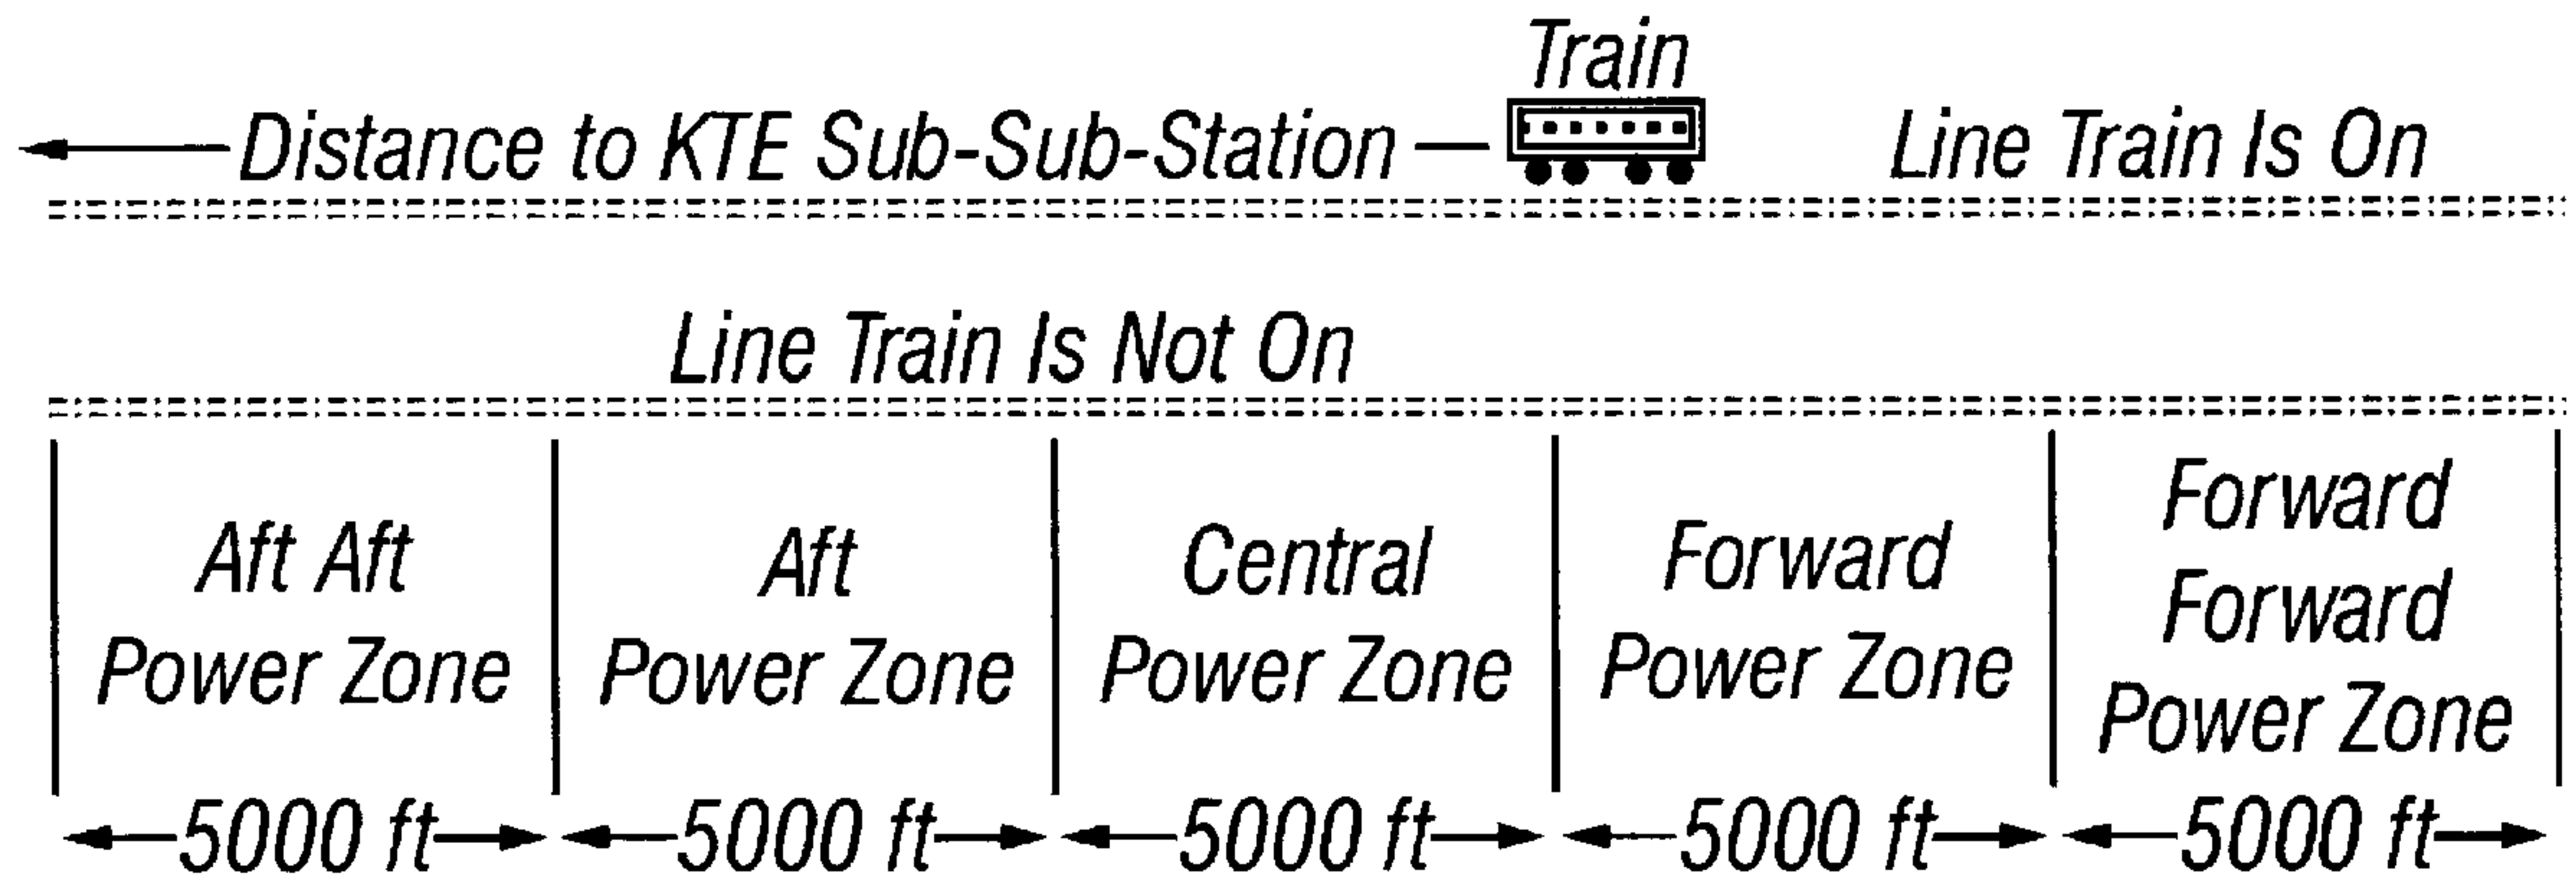 Train
Distance to KTE Sub-Sub-Station
Line Train Is On
Line Train Is Not On
Aft Aft
Power Zone
Aft
Power Zone
Central
Power Zone
Forward
Power Zone
Forward
Forward
Power Zone
5000 ft
5000 ft
5000 ft
5000 ft
5000 ft